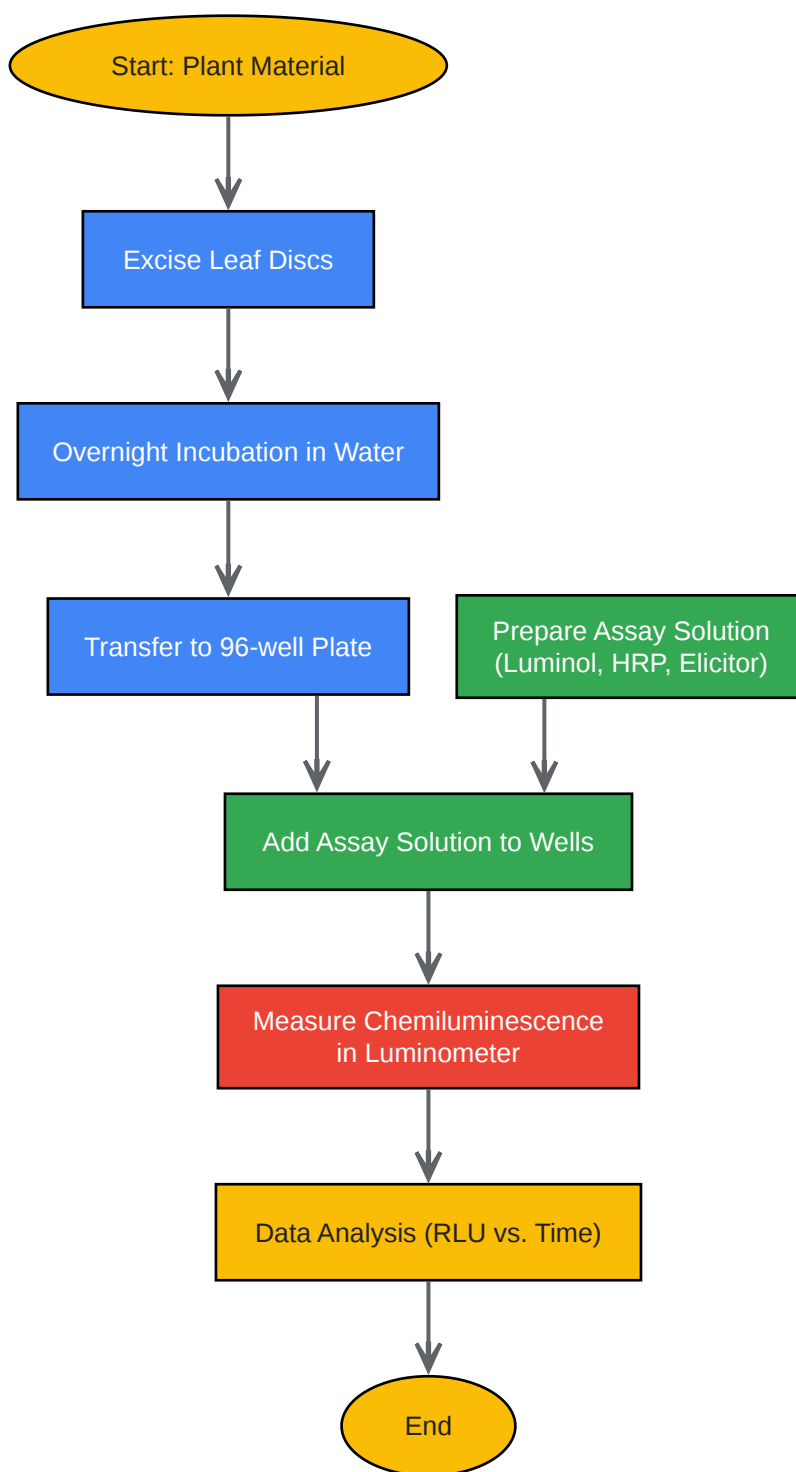 Start: Plant Material
Excise Leaf Discs
Overnight Incubation in Water
Transfer to 96-well Plate
Prepare Assay Solution
(Luminol, HRP, Elicitor)
Add Assay Solution to Wells
Measure Chemiluminescence
in Luminometer
Data Analysis (RLU vs. Time)
End